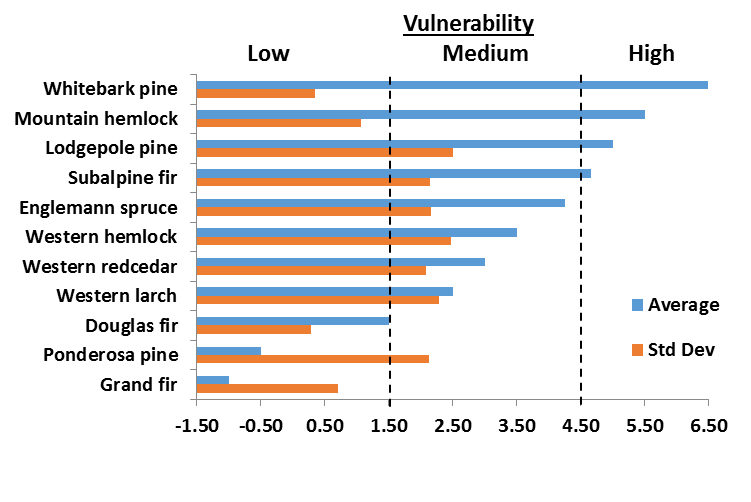 Vulnerability
Low Medium High
Whitebark pine
Mountain hemlock
Lodgepole pine
Subalpine fir
Englemann spruce
Western hemlock
Western redcedar
Western larch
Douglas fir
Ponderosa pine
Grand fir
Average
Std Dev
-1.50 -0.50 0.50 1.50 2.50 3.50 4.50 5.50 6.50